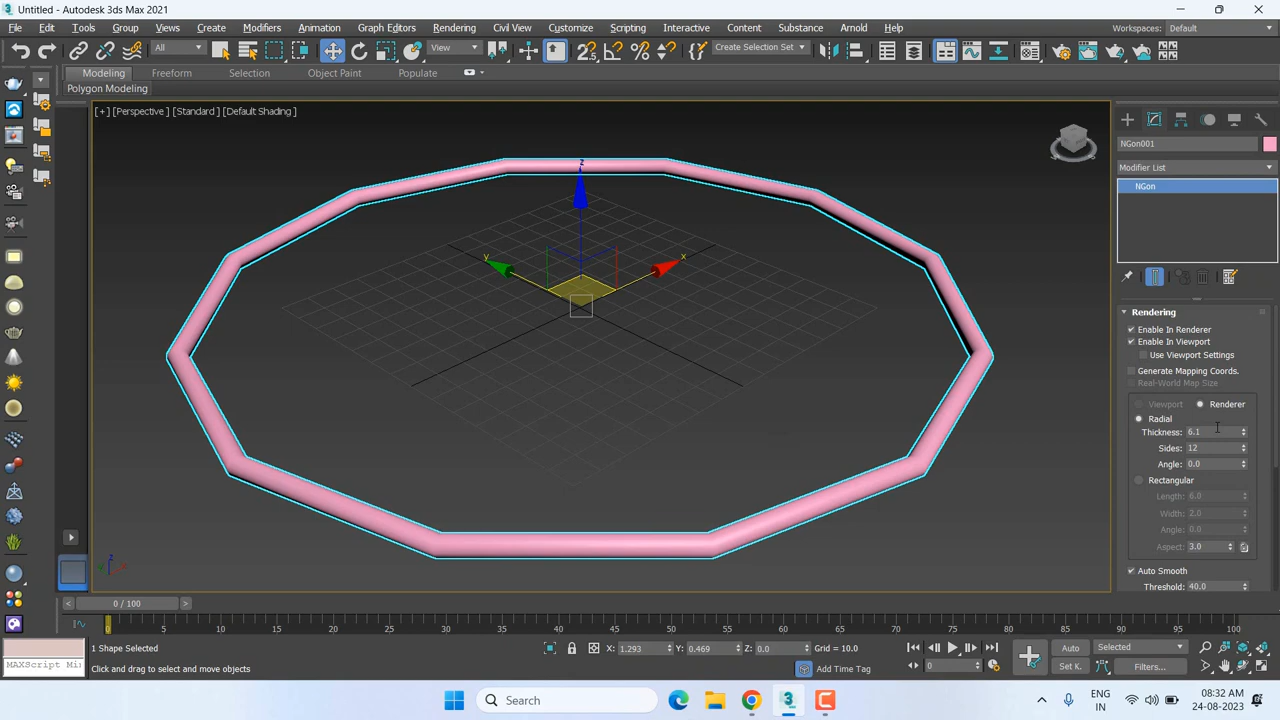 Untitled - Autodesk 3ds Max 2021
File Edit Tools Group Views Create Modifiers Animation Graph Editors Rendering Civil View Customize Scripting Interactive Content Substance Arnold Help
Workspaces: Default
All View Create Selection Set
Modeling Freeform Selection Object Paint Populate
Polygon Modeling
[+] [Perspective ] [Standard ] [Default Shading ]
NGon001
Modifier List
NGon
z
y x
Rendering
Enable In Renderer
Enable In Viewport
Use Viewport Settings
Generate Mapping Coords.
Real-World Map Size
Viewport Renderer
Radial
Thickness: 6.1
Sides: 12
Angle: 0.0
Rectangular
Length: 6.0
Width: 2.0
Angle: 0.0
Aspect: 3.0
Auto Smooth
Threshold: 40.0
< 0 / 100 >
0 5 10 15 20 25 30 35 40 45 50 55 60 65 70 75 80 85 90 95 100
1 Shape Selected
X: 1.293 Y: 0.469 Z: 0.0 Grid = 10.0
Auto Selected
MAXScript Mi
Click and drag to select and move objects
Add Time Tag
0
Set K. Filters...
Search
ENG
IN
08:32 AM
24-08-2023